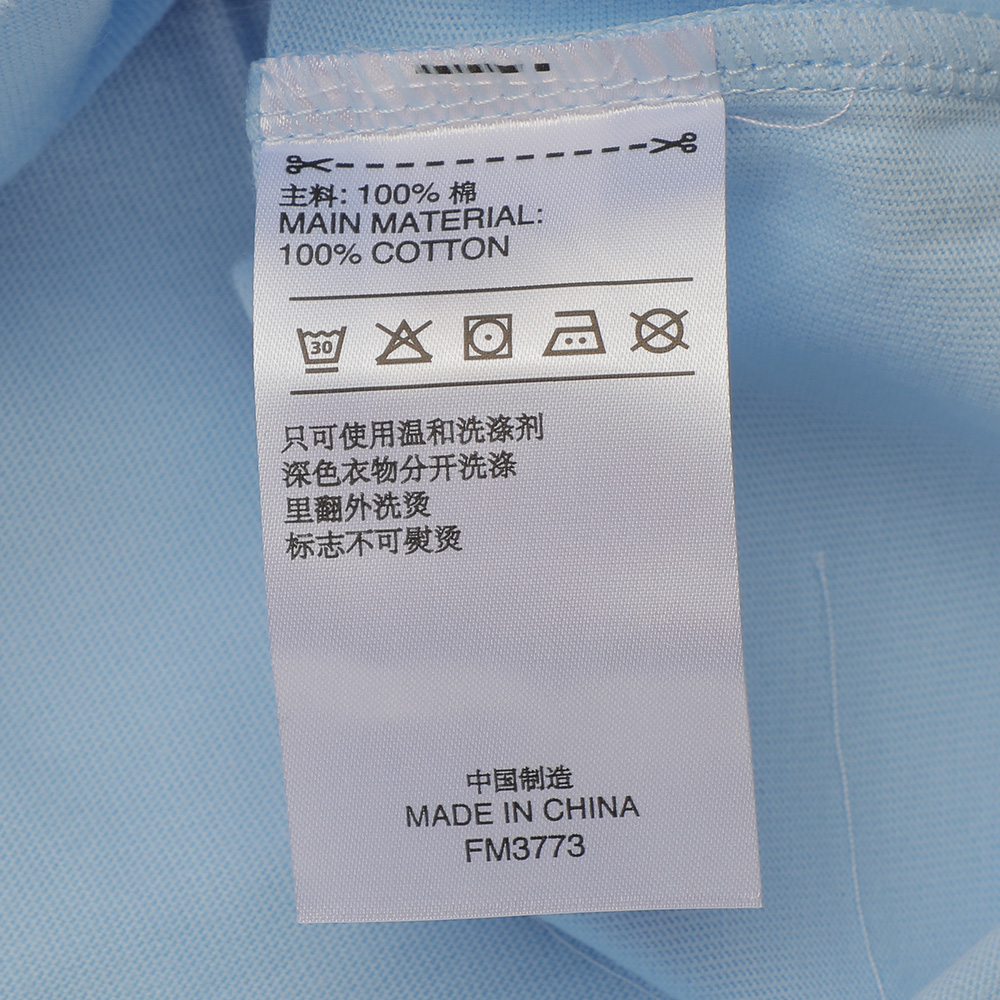 主料: 100% 棉
MAIN MATERIAL:
100% COTTON
30
只可使用温和洗涤剂
深色衣物分开洗涤
里翻外洗烫
标志不可熨烫
中国制造
MADE IN CHINA
FM3773